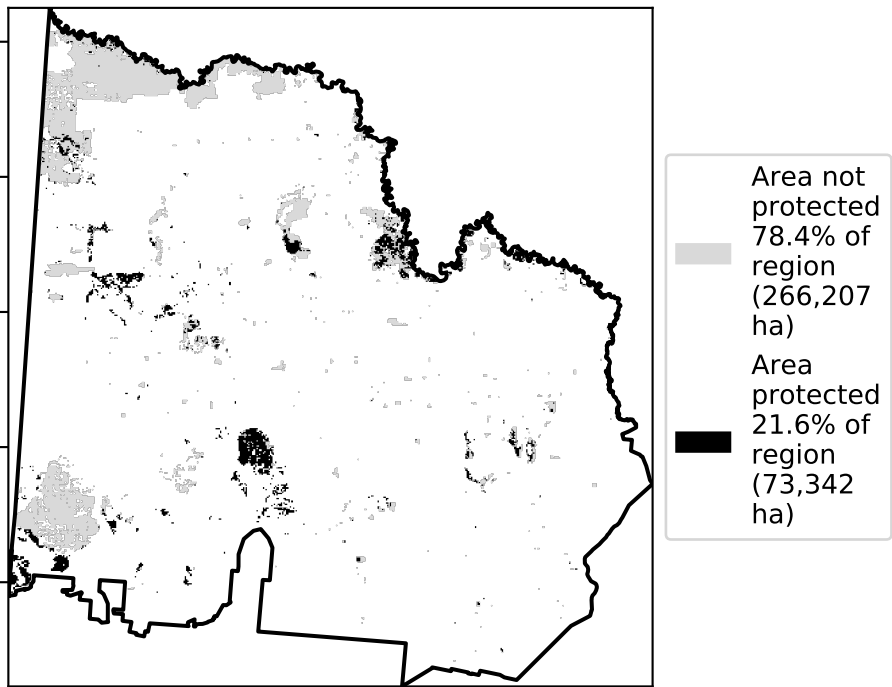 Area not
protected
78.4% of
region
(266,207
ha)
Area
protected
21.6% of
region
(73,342
ha)